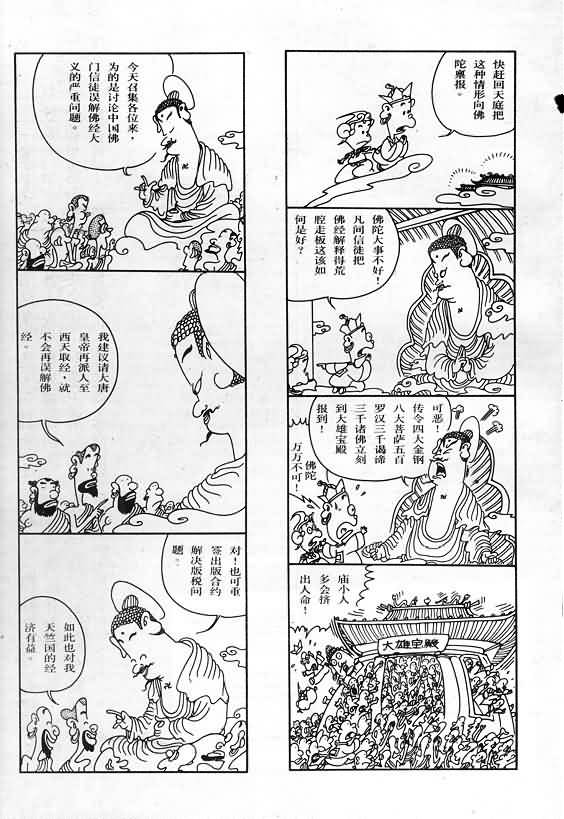 快赶回天庭把
这种情形向佛
陀禀报。
佛陀大事不好！
凡间信徒把
佛经解释得荒
腔走板这该如
何是好？
可恶！
传令四大金钢
八大菩萨五百
罗汉三千谒谛
三千诸佛立刻
到大雄宝殿
报到！
佛陀
万万不可！
庙小人
多会挤
出人命！
大雄宝殿
今天召集各位来，
为的是讨论中国佛
门信徒误解佛经大
义的严重问题。
我建议请大唐
皇帝再派人至
西天取经，就
不会再误解佛
经。
对！也可重
签出版合约
解决版税问
题。
如此也对我
天竺国的经
济有益。